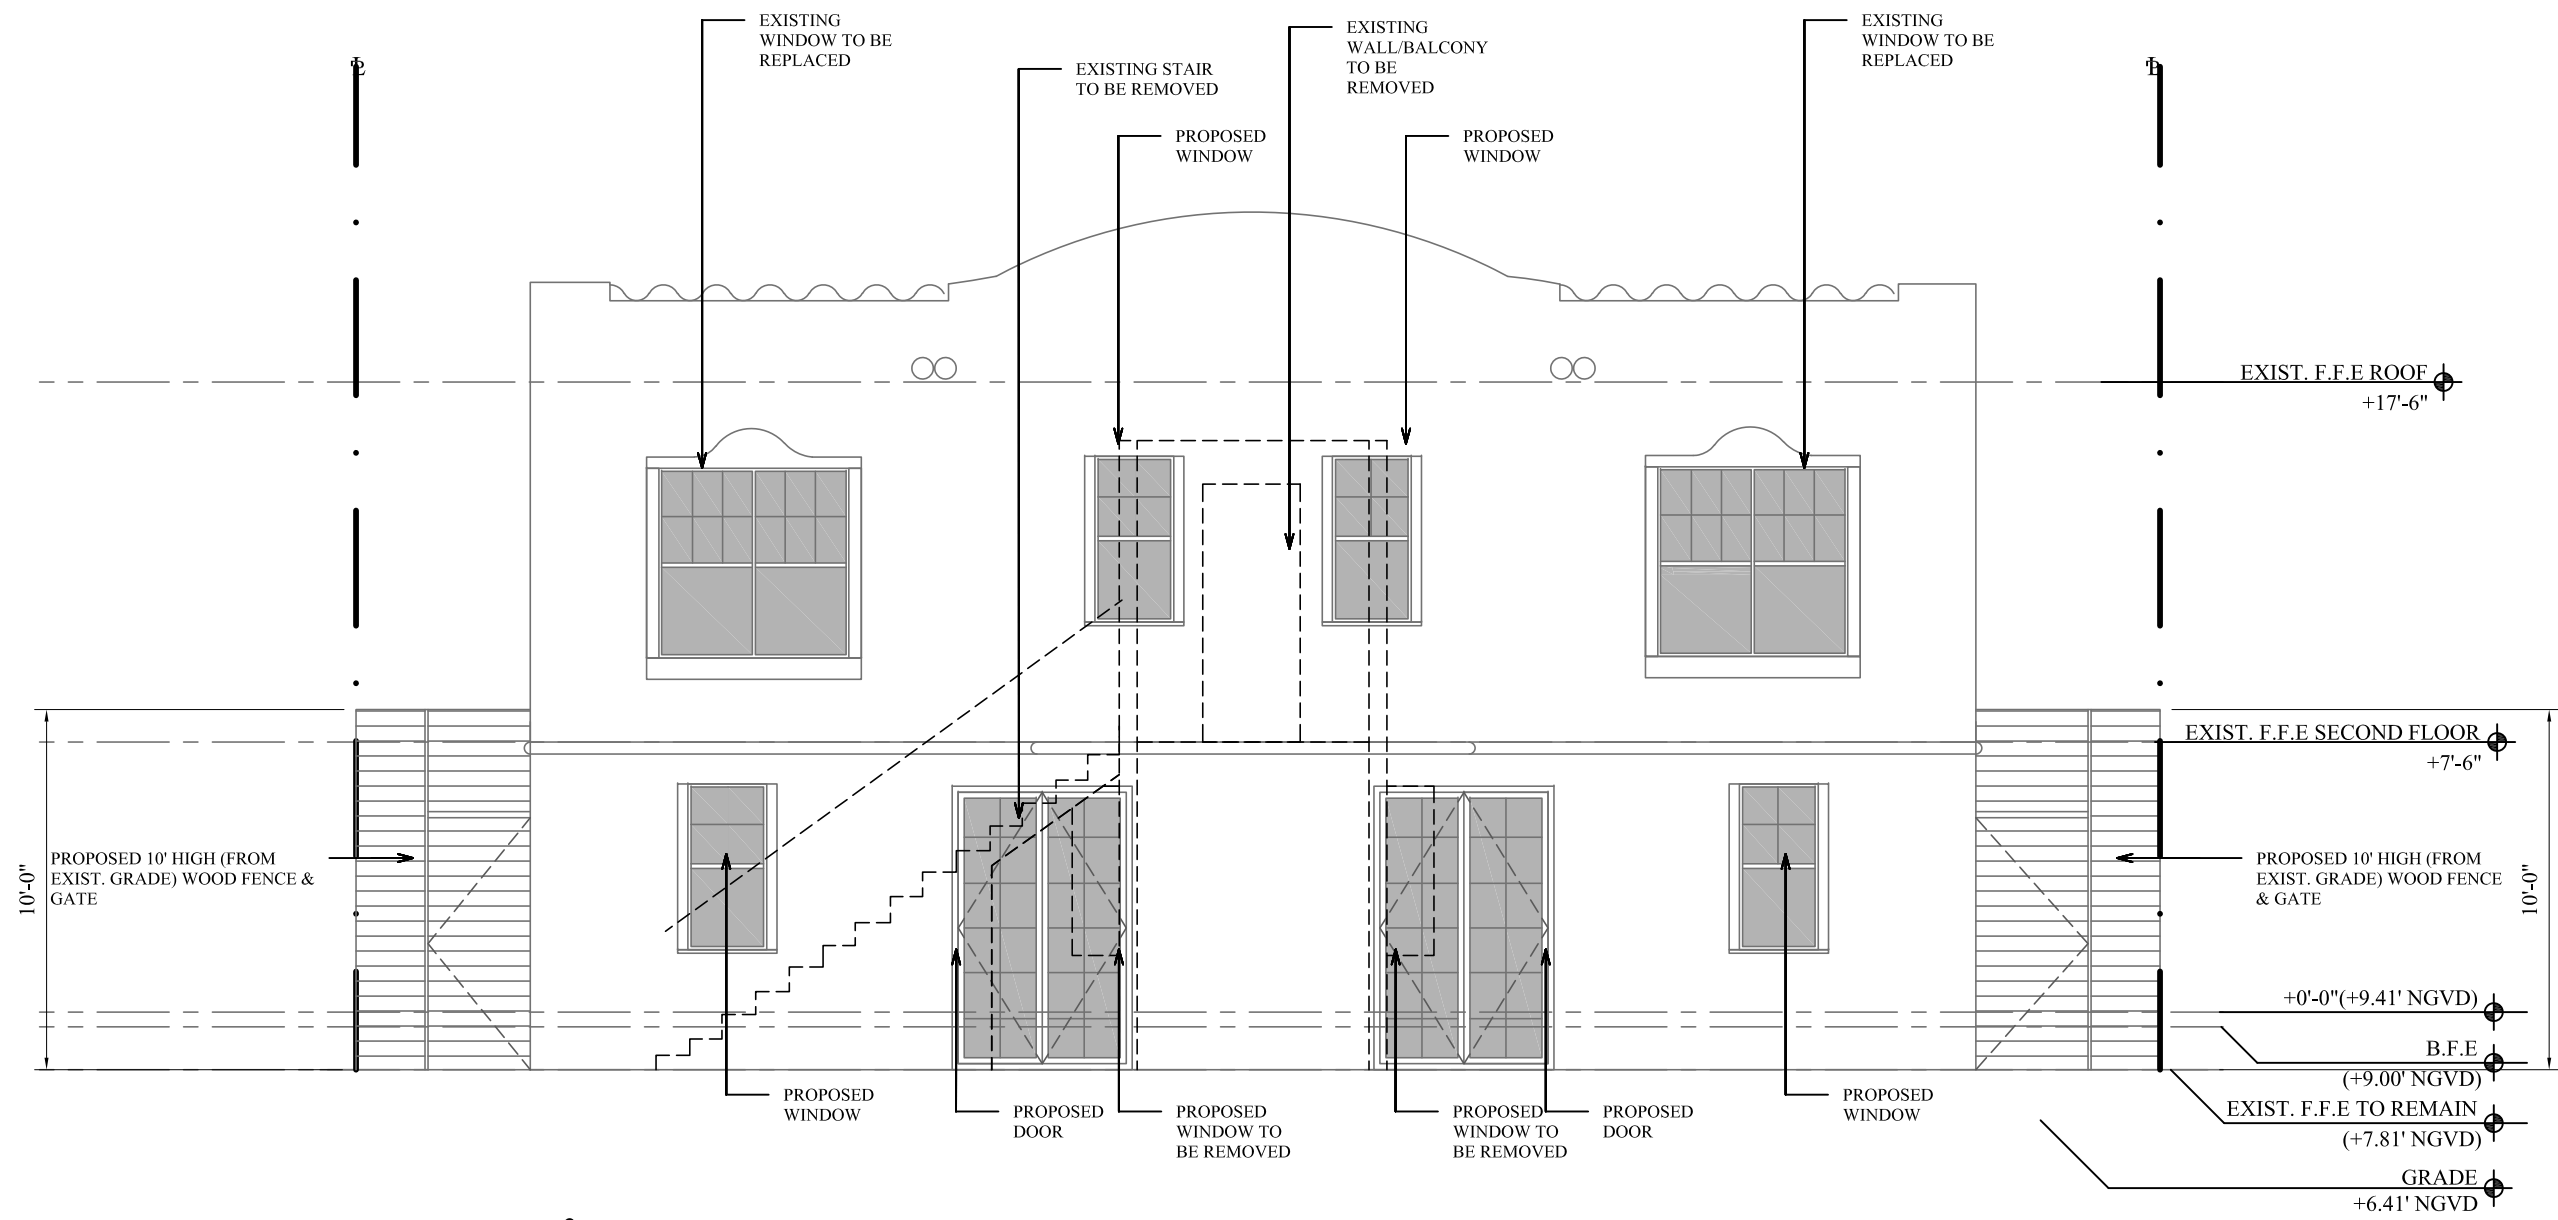 EXISTING
WINDOW TO BE
REPLACED
EXISTING STAIR
TO BE REMOVED
EXISTING
WALL/BALCONY
TO BE
REMOVED
EXISTING
WINDOW TO BE
REPLACED
PROPOSED
WINDOW
PROPOSED
WINDOW
EXIST. F.F.E ROOF
+17'-6"
EXIST. F.F.E SECOND FLOOR
+7'-6"
10'-0"
PROPOSED 10' HIGH (FROM
EXIST. GRADE) WOOD FENCE &
GATE
PROPOSED 10' HIGH (FROM
EXIST. GRADE) WOOD FENCE
& GATE
10'-0"
+0'-0"(+9.41' NGVD)
B.F.E
(+9.00' NGVD)
EXIST. F.F.E TO REMAIN
(+7.81' NGVD)
GRADE
+6.41' NGVD
PROPOSED
WINDOW
PROPOSED
DOOR
PROPOSED
WINDOW TO
BE REMOVED
PROPOSED
WINDOW TO
BE REMOVED
PROPOSED
DOOR
PROPOSED
WINDOW